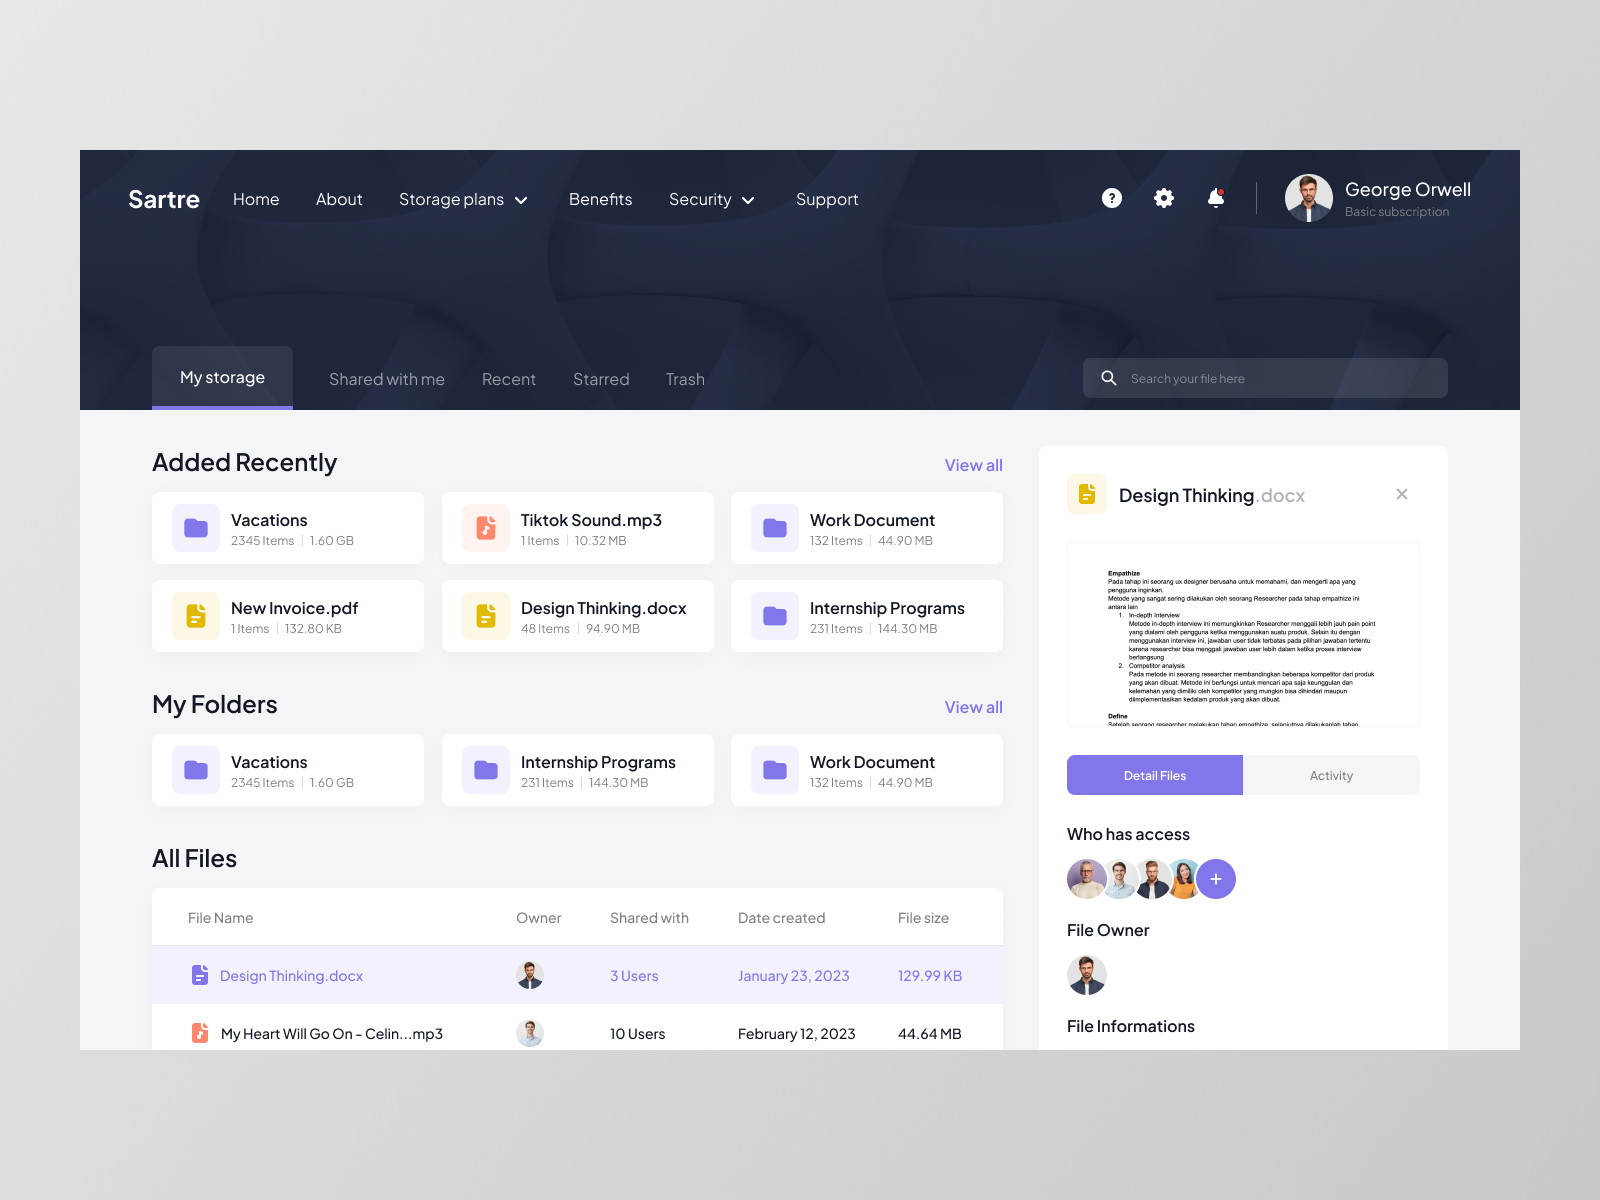 Sartre
Home
About
Storage plans
Benefits
Security
Support
?
George Orwell
Basic subscription
My storage
Shared with me
Recent
Starred
Trash
Search your file here
Added Recently
View all
Vacations
2345 Items | 1.60 GB
Tiktok Sound.mp3
1 Items | 10.32 MB
Work Document
132 Items | 44.90 MB
New Invoice.pdf
1 Items | 132.80 KB
Design Thinking.docx
48 Items | 94.90 MB
Internship Programs
231 Items | 144.30 MB
My Folders
View all
Vacations
2345 Items | 1.60 GB
Internship Programs
231 Items | 144.30 MB
Work Document
132 Items | 44.90 MB
All Files
File Name Owner Shared with Date created File size
Design Thinking.docx 3 Users January 23, 2023 129.99 KB
My Heart Will Go On - Celin...mp3 10 Users February 12, 2023 44.64 MB
Design Thinking.docx
Empathize
Pada tahap ini seorang ux designer berusaha untuk memahami, dan mengerti apa yang
pengguna inginkan.
Metode yang sangat sering dilakukan oleh seorang Researcher pada tahap empathize ini
antara lain
1. In-depth Interview
Metode in-depth interview ini memungkinkan Researcher menggali lebih jauh pain point
yang dialami oleh pengguna ketika menggunakan suatu produk. Selain itu dengan
menggunakan interview ini, jawaban user tidak terbatas pada pilihan jawaban tertentu
karena researcher bisa menggali jawaban user lebih dalam ketika proses interview
berlangsung
2. Competitor analysis
Pada metode ini seorang researcher membandingkan beberapa kompetitor dari produk
yang akan dibuat. Metode ini berfungsi untuk mencari apa saja keunggulan dan
kelemahan yang dimiliki oleh kompetitor yang mungkin bisa dihindari maupun
diimplementasikan kedalam produk yang akan dibuat.
Define
Setelah seorang researcher melakukan tahap empathize, selanjutnya dilakukanlah tahap
Detail Files
Activity
Who has access
File Owner
File Informations